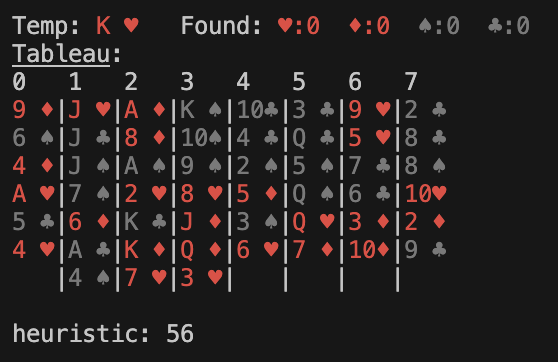 Temp: K ♥   Found: ♥:0  ♦:0  ♠:0  ♣:0
Tableau:
0   1   2   3   4   5   6   7
9 ♦|J ♥|A ♦|K ♠|10♣|3 ♣|9 ♥|2 ♣
6 ♠|J ♣|8 ♦|10♠|4 ♣|Q ♣|5 ♥|8 ♣
4 ♦|J ♠|A ♠|9 ♠|2 ♠|5 ♠|7 ♣|8 ♠
A ♥|7 ♠|2 ♥|8 ♥|5 ♦|Q ♠|6 ♣|10♥
5 ♣|6 ♦|K ♣|J ♦|3 ♠|Q ♥|3 ♦|2 ♦
4 ♥|A ♣|K ♦|Q ♦|6 ♥|7 ♦|10♦|9 ♣
   |4 ♠|7 ♥|3 ♥|   |   |   |
heuristic: 56